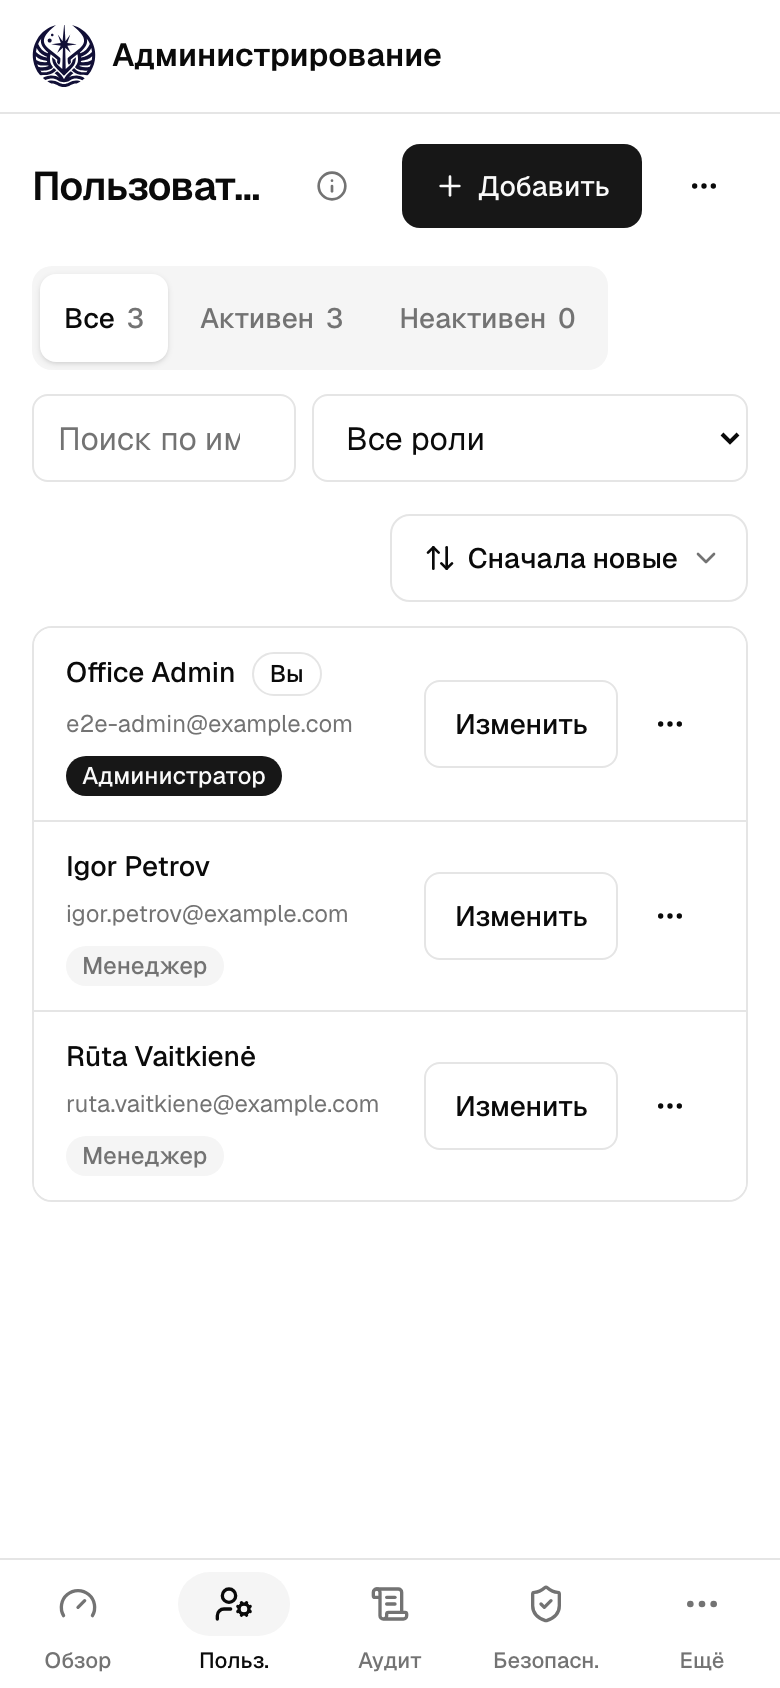 Администрирование
Пользоват...
Добавить
Все 3 Активен 3 Неактивен 0
Поиск по им
Все роли
Сначала новые
Office Admin Вы
e2e-admin@example.com
Администратор
Изменить
Igor Petrov
igor.petrov@example.com
Менеджер
Изменить
Rūta Vaitkienė
ruta.vaitkiene@example.com
Менеджер
Изменить
Обзор Польз. Аудит Безопасн. Ещё